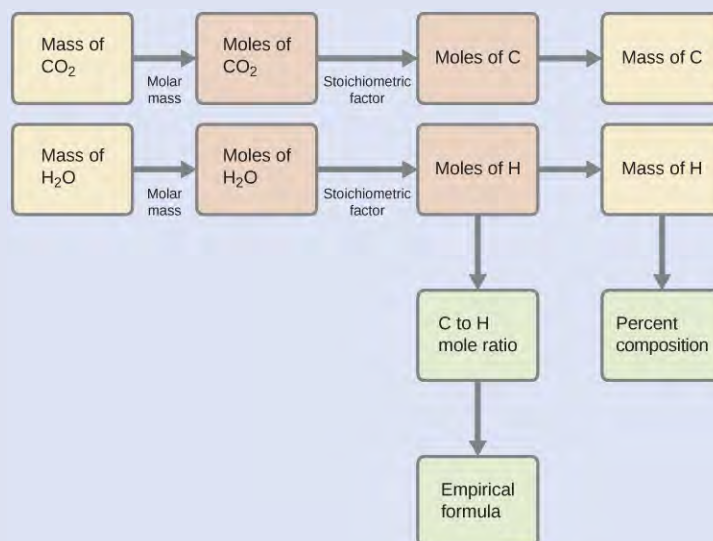 Mass of
CO₂
Molar
mass
Moles of
CO₂
Stoichiometric
factor
Moles of C
Mass of C
Mass of
H₂O
Molar
mass
Moles of
H₂O
Stoichiometric
factor
Moles of H
Mass of H
C to H
mole ratio
Percent
composition
Empirical
formula